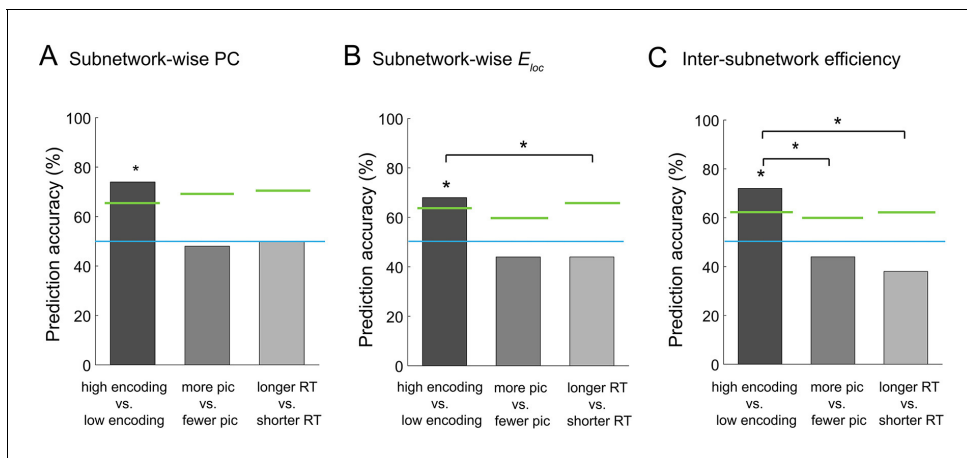 A Subnetwork-wise PC
Prediction accuracy (%)
100
80
60
40
20
0
*
high encoding
vs.
low encoding
more pic
vs.
fewer pic
longer RT
vs.
shorter RT
B Subnetwork-wise Eloc
Prediction accuracy (%)
100
80
60
40
20
0
*
*
high encoding
vs.
low encoding
more pic
vs.
fewer pic
longer RT
vs.
shorter RT
C Inter-subnetwork efficiency
Prediction accuracy (%)
100
80
60
40
20
0
*
*
*
high encoding
vs.
low encoding
more pic
vs.
fewer pic
longer RT
vs.
shorter RT